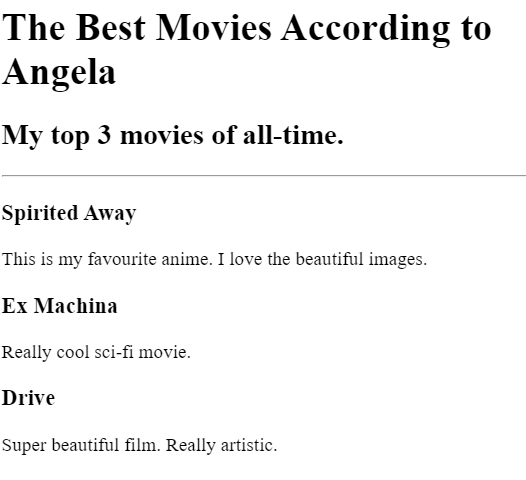 The Best Movies According to
Angela
My top 3 movies of all-time.
Spirited Away
This is my favourite anime. I love the beautiful images.
Ex Machina
Really cool sci-fi movie.
Drive
Super beautiful film. Really artistic.